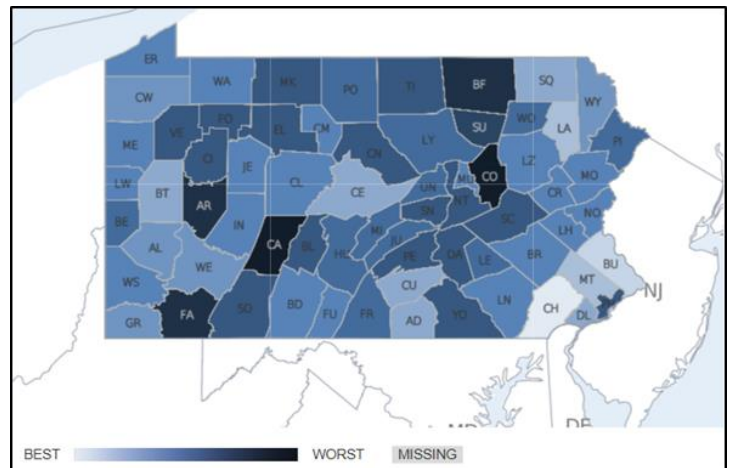 ER
WA
MK
PO
TI
BF
SQ
WY
CW
VE
FO
EL
CM
SU
WO
LA
PI
ME
CI
JE
LY
CN
CO
LZ
MO
LW
BT
CL
CE
UN
MU
CR
BE
AR
IN
SN
NT
SC
NO
AL
CA
BL
HU
MI
JU
PE
DA
LE
BR
LH
WE
BU
WS
MT
CU
NJ
FA
SO
BD
FU
FR
AD
YO
LN
CH
DL
GR
DE
BEST WORST MISSING